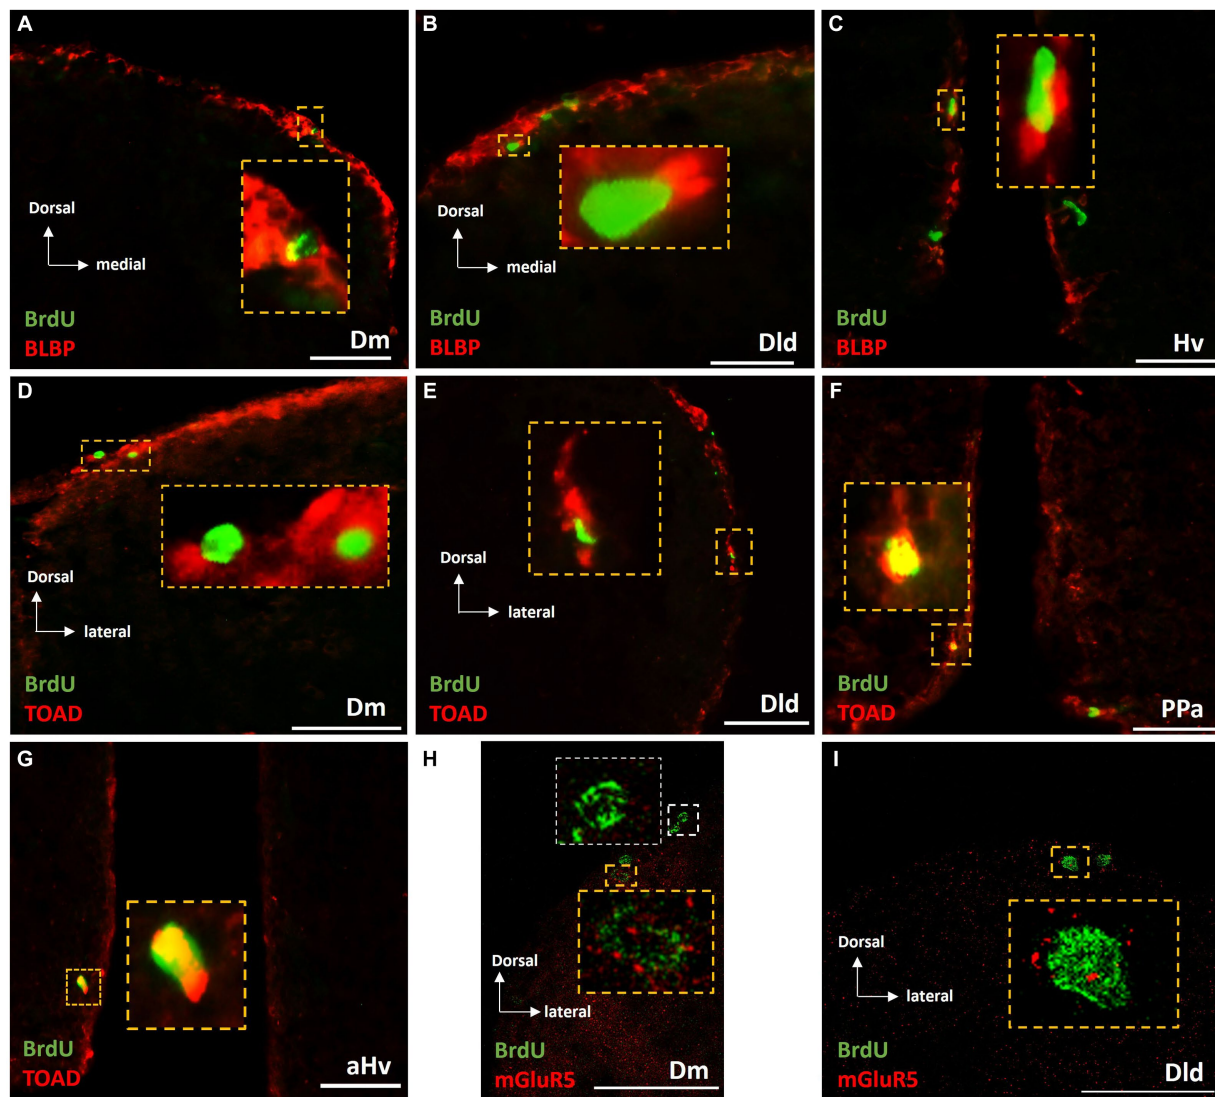 A
Dorsal
medial
BrdU
BLBP
Dm
B
Dorsal
medial
BrdU
BLBP
Dld
C
BrdU
BLBP
Hv
D
Dorsal
lateral
BrdU
TOAD
Dm
E
Dorsal
lateral
BrdU
TOAD
Dld
F
BrdU
TOAD
PPa
G
BrdU
TOAD
aHv
H
Dorsal
lateral
BrdU
mGluR5
Dm
I
Dorsal
lateral
BrdU
mGluR5
Dld